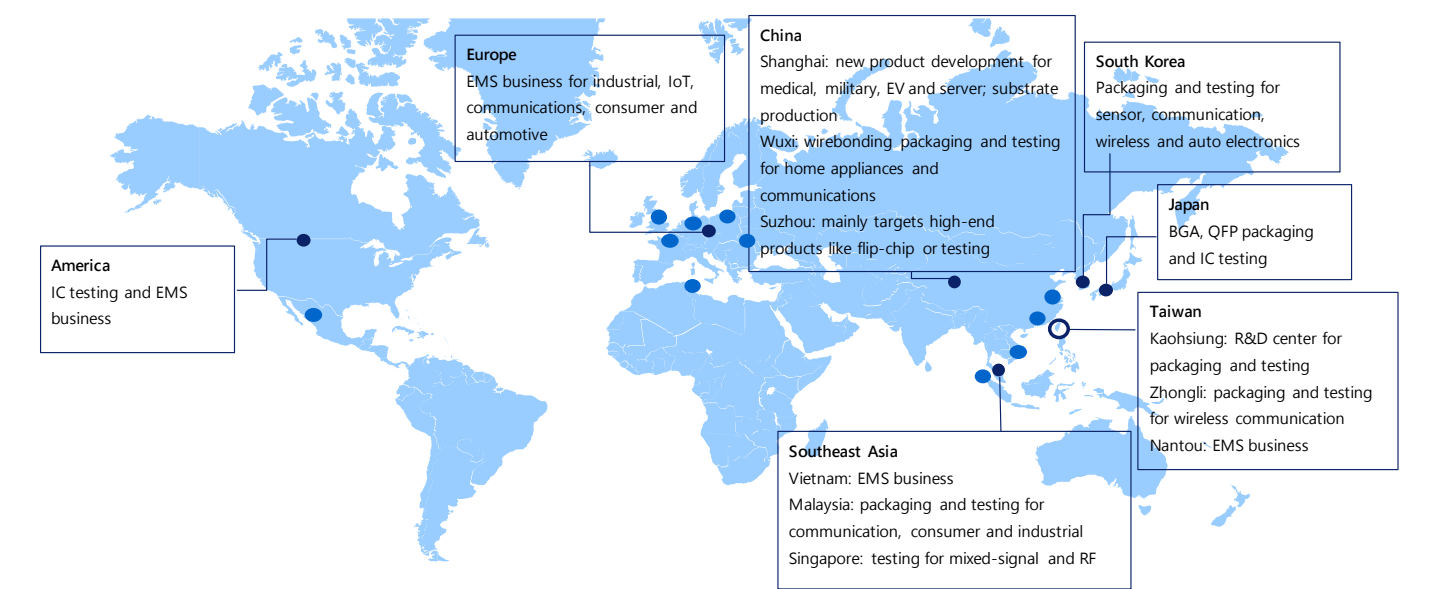 Europe
EMS business for industrial, IoT,
communications, consumer and
automotive
China
Shanghai: new product development for
medical, military, EV and server; substrate
production
Wuxi: wirebonding packaging and testing
for home appliances and
communications
Suzhou: mainly targets high-end
products like flip-chip or testing
South Korea
Packaging and testing for
sensor, communication,
wireless and auto electronics
Japan
BGA, QFP packaging
and IC testing
America
IC testing and EMS
business
Taiwan
Kaohsiung: R&D center for
packaging and testing
Zhongli: packaging and testing
for wireless communication
Nantou: EMS business
Southeast Asia
Vietnam: EMS business
Malaysia: packaging and testing for
communication, consumer and industrial
Singapore: testing for mixed-signal and RF